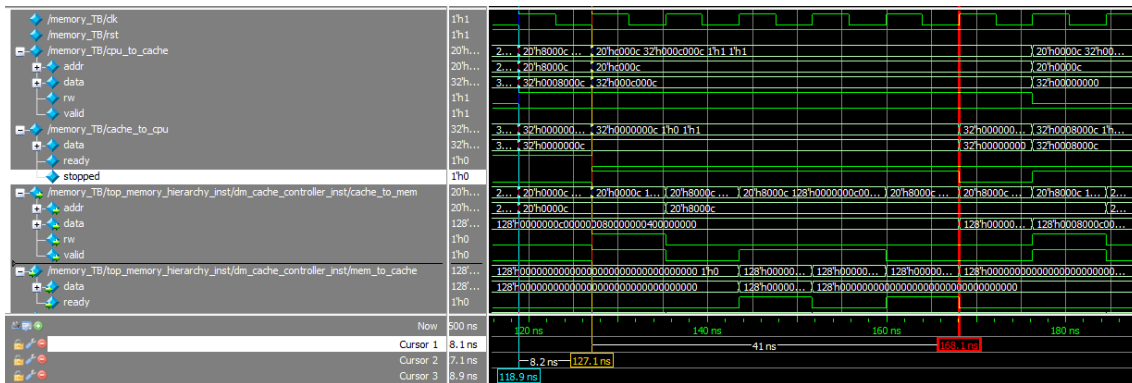 /memory_TB/clk 1'h1
/memory_TB/rst 1'h1
/memory_TB/cpu_to_cache 20'h... 2... 20'h8000c ... 20'hc000c 32'h000c000c 1'h1 1'h1 20'h0000c 32'h00...
addr 20'h... 2... 20'h8000c 20'hc000c 20'h0000c
data 32'h... 3... 32'h0008000c 32'h000c000c 32'h00000000
rw 1'h1
valid 1'h1
/memory_TB/cache_to_cpu 32'h... 3... 32'h000000... 32'h0000000c 1'h0 1'h1 32'h000000... 32'h0008000c 1'h...
data 32'h... 3... 32'h0000000c 32'h00000000 32'h0008000c
ready 1'h0
stopped 1'h0
/memory_TB/top_memory_hierarchy_inst/dm_cache_controller_inst/cache_to_mem 20'h... 2... 20'h0000c ... 20'h0000c 1... 20'h8000c ... 20'h8000c 128'h0000000c00... 20'h8000c ... 20'h8000c ... 20'h8000c 1... 2...
addr 20'h... 2... 20'h0000c 20'h8000c 2...
data 128'... 128'h0000000c000000080000000400000000 128'h00000... 128'h0008000c00...
rw 1'h0
valid 1'h0
/memory_TB/top_memory_hierarchy_inst/dm_cache_controller_inst/mem_to_cache 128'... 128'h00000000000000000000000000000000 1'h0 128'h00000... 128'h00000... 128'h00000... 128'h0000000000000000000000000...
data 128'... 128'h00000000000000000000000000000000 128'h00000... 128'h00000000000000000000000000000000
ready 1'h0
Now 500 ns 120 ns 140 ns 160 ns 180 ns
Cursor 1 8.1 ns 41 ns 168.1 ns
Cursor 2 7.1 ns 8.2 ns 127.1 ns
Cursor 3 8.9 ns 118.9 ns